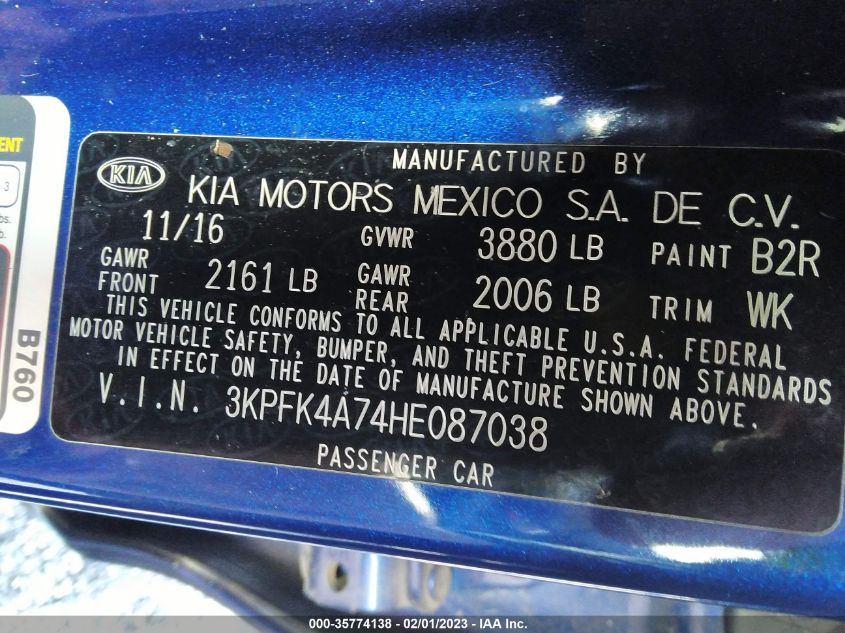 MANUFACTURED BY
KIA KIA MOTORS MEXICO S.A. DE C.V.
11/16 GVWR 3880 LB PAINT B2R
GAWR FRONT 2161 LB GAWR REAR 2006 LB TRIM WK
THIS VEHICLE CONFORMS TO ALL APPLICABLE U.S.A. FEDERAL
MOTOR VEHICLE SAFETY, BUMPER, AND THEFT PREVENTION STANDARDS
IN EFFECT ON THE DATE OF MANUFACTURE SHOWN ABOVE.
V.I.N. 3KPFK4A74HE087038
PASSENGER CAR
3
B760
000-35774138 - 02/01/2023 - IAA Inc.